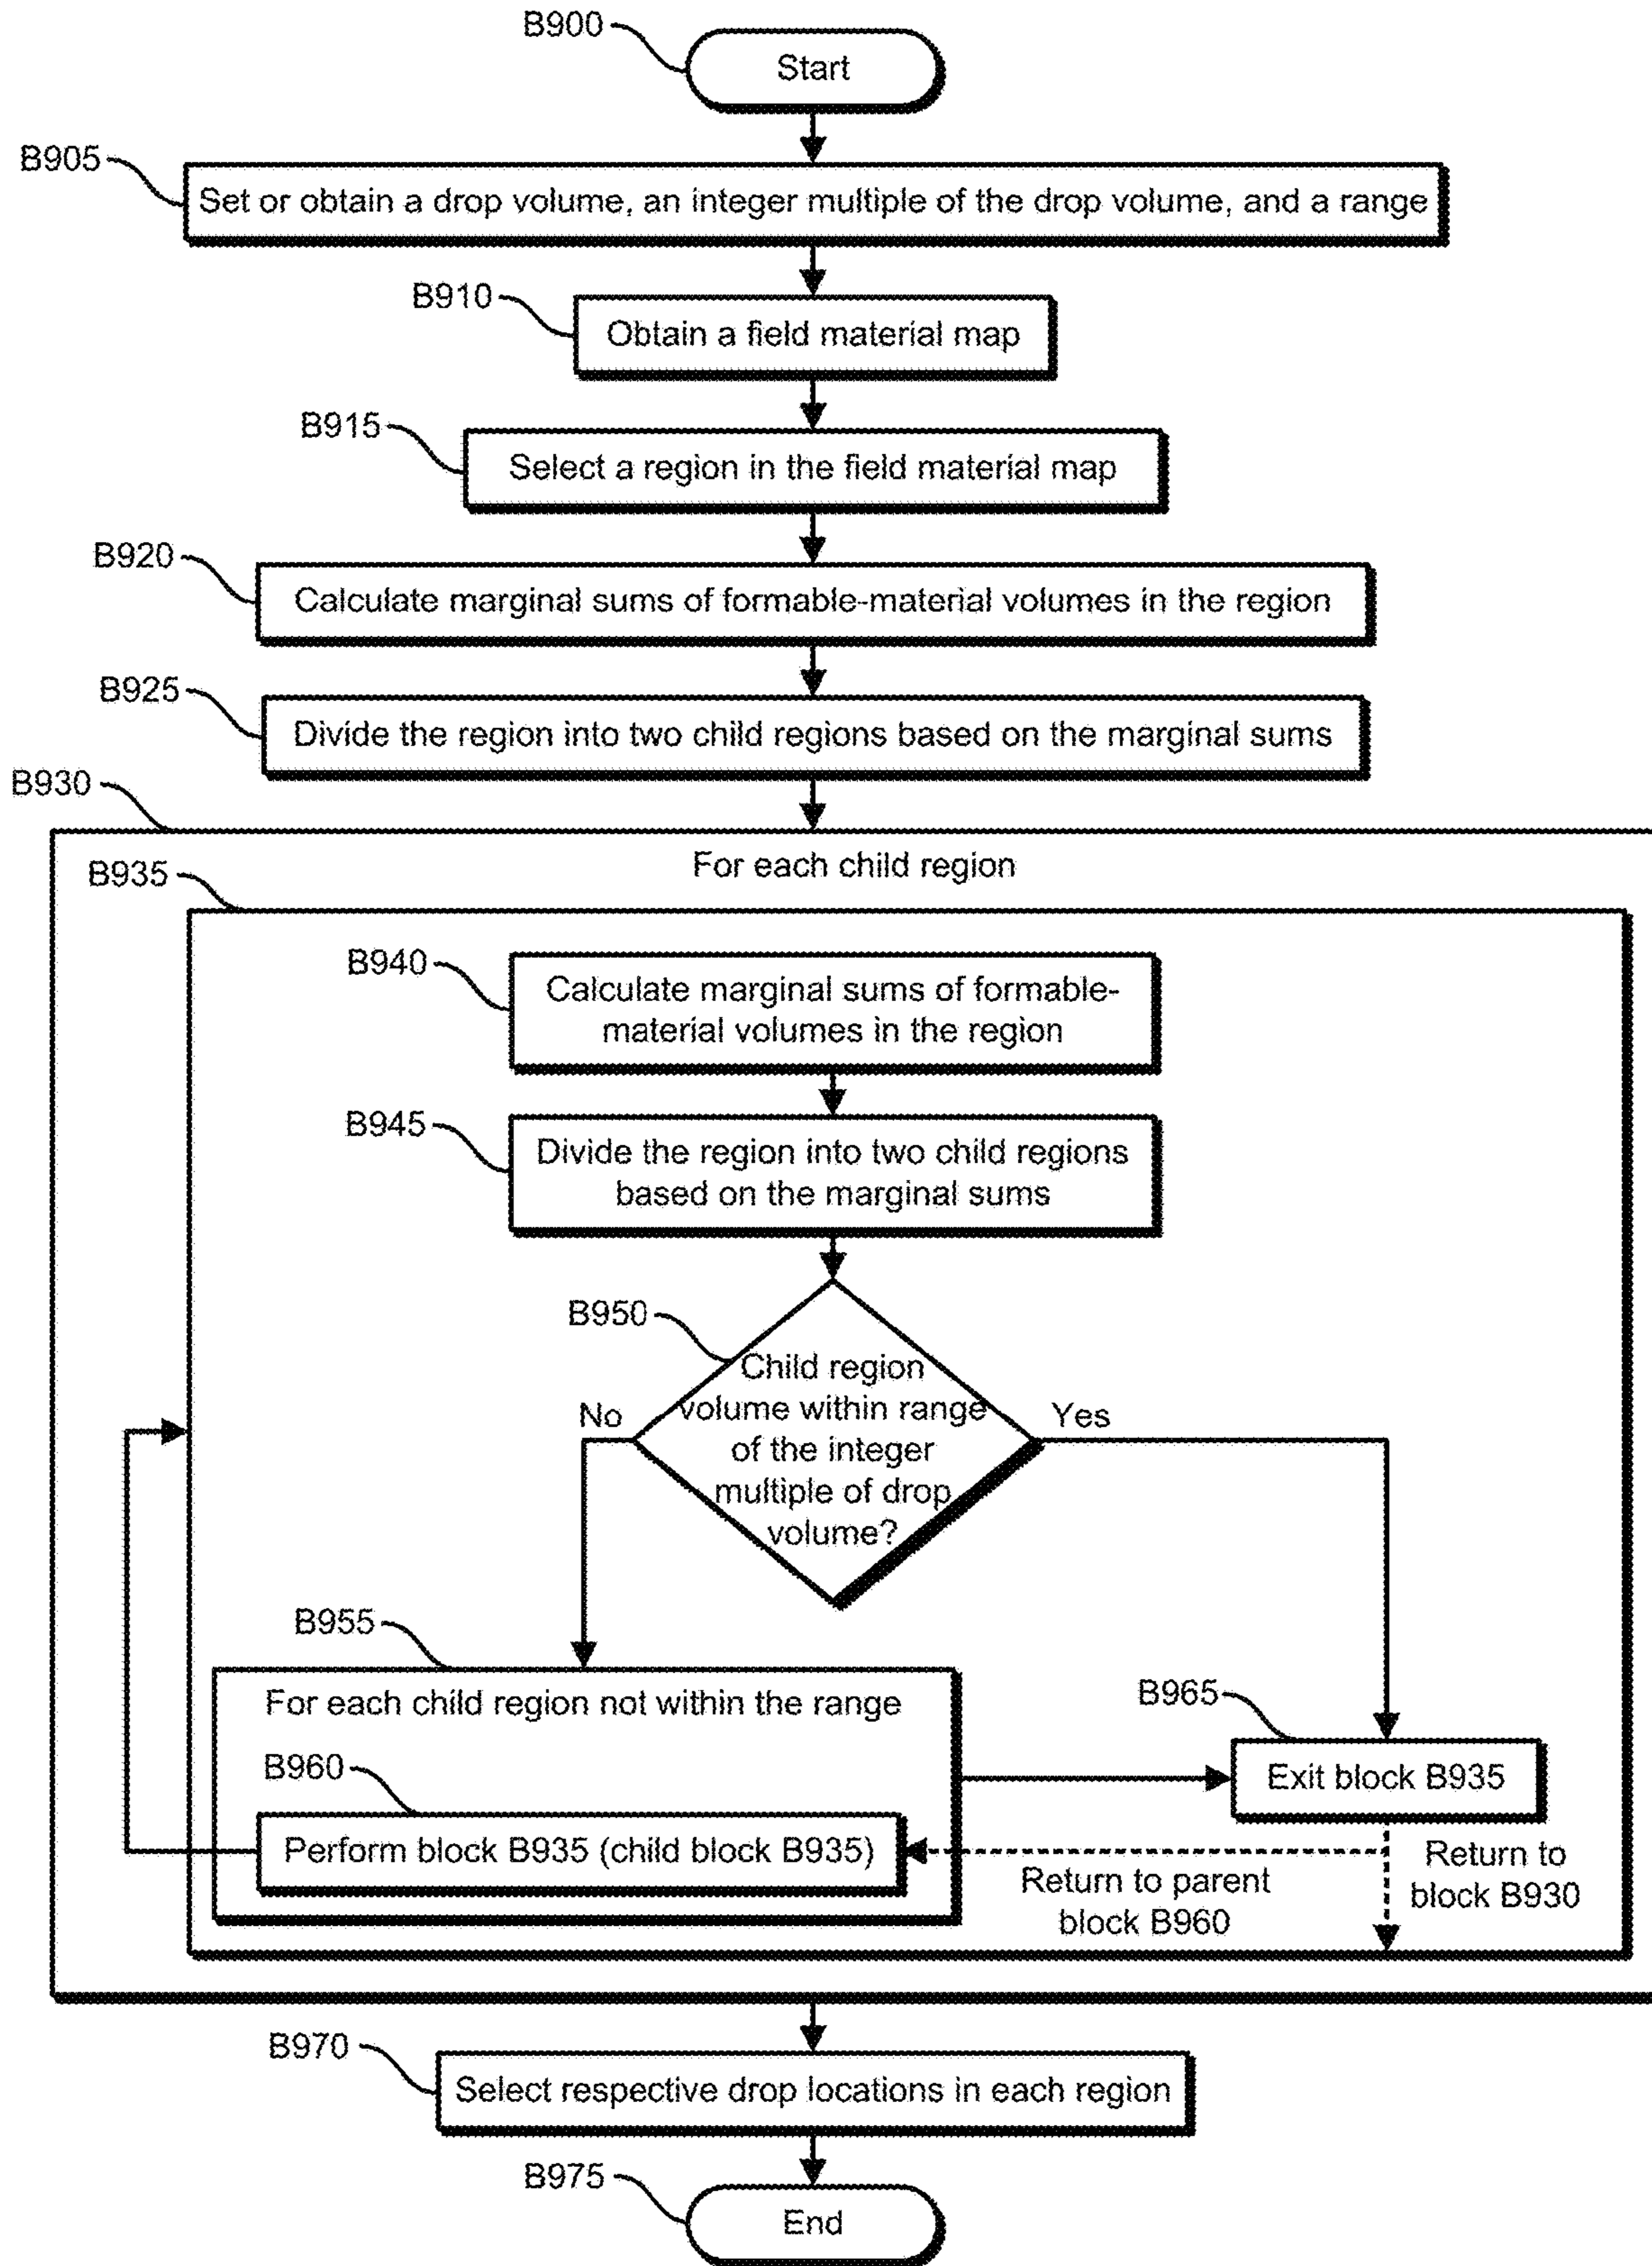 B900
Start
B905
Set or obtain a drop volume, an integer multiple of the drop volume, and a range
B910
Obtain a field material map
B915
Select a region in the field material map
B920
Calculate marginal sums of formable-material volumes in the region
B925
Divide the region into two child regions based on the marginal sums
B930
For each child region
B935
B940
Calculate marginal sums of formable-
material volumes in the region
B945
Divide the region into two child regions
based on the marginal sums
B950
Child region
volume within range
of the integer
multiple of drop
volume?
No
Yes
B955
For each child region not within the range
B960
Perform block B935 (child block B935)
B965
Exit block B935
Return to parent
block B960
Return to
block B930
B970
Select respective drop locations in each region
B975
End